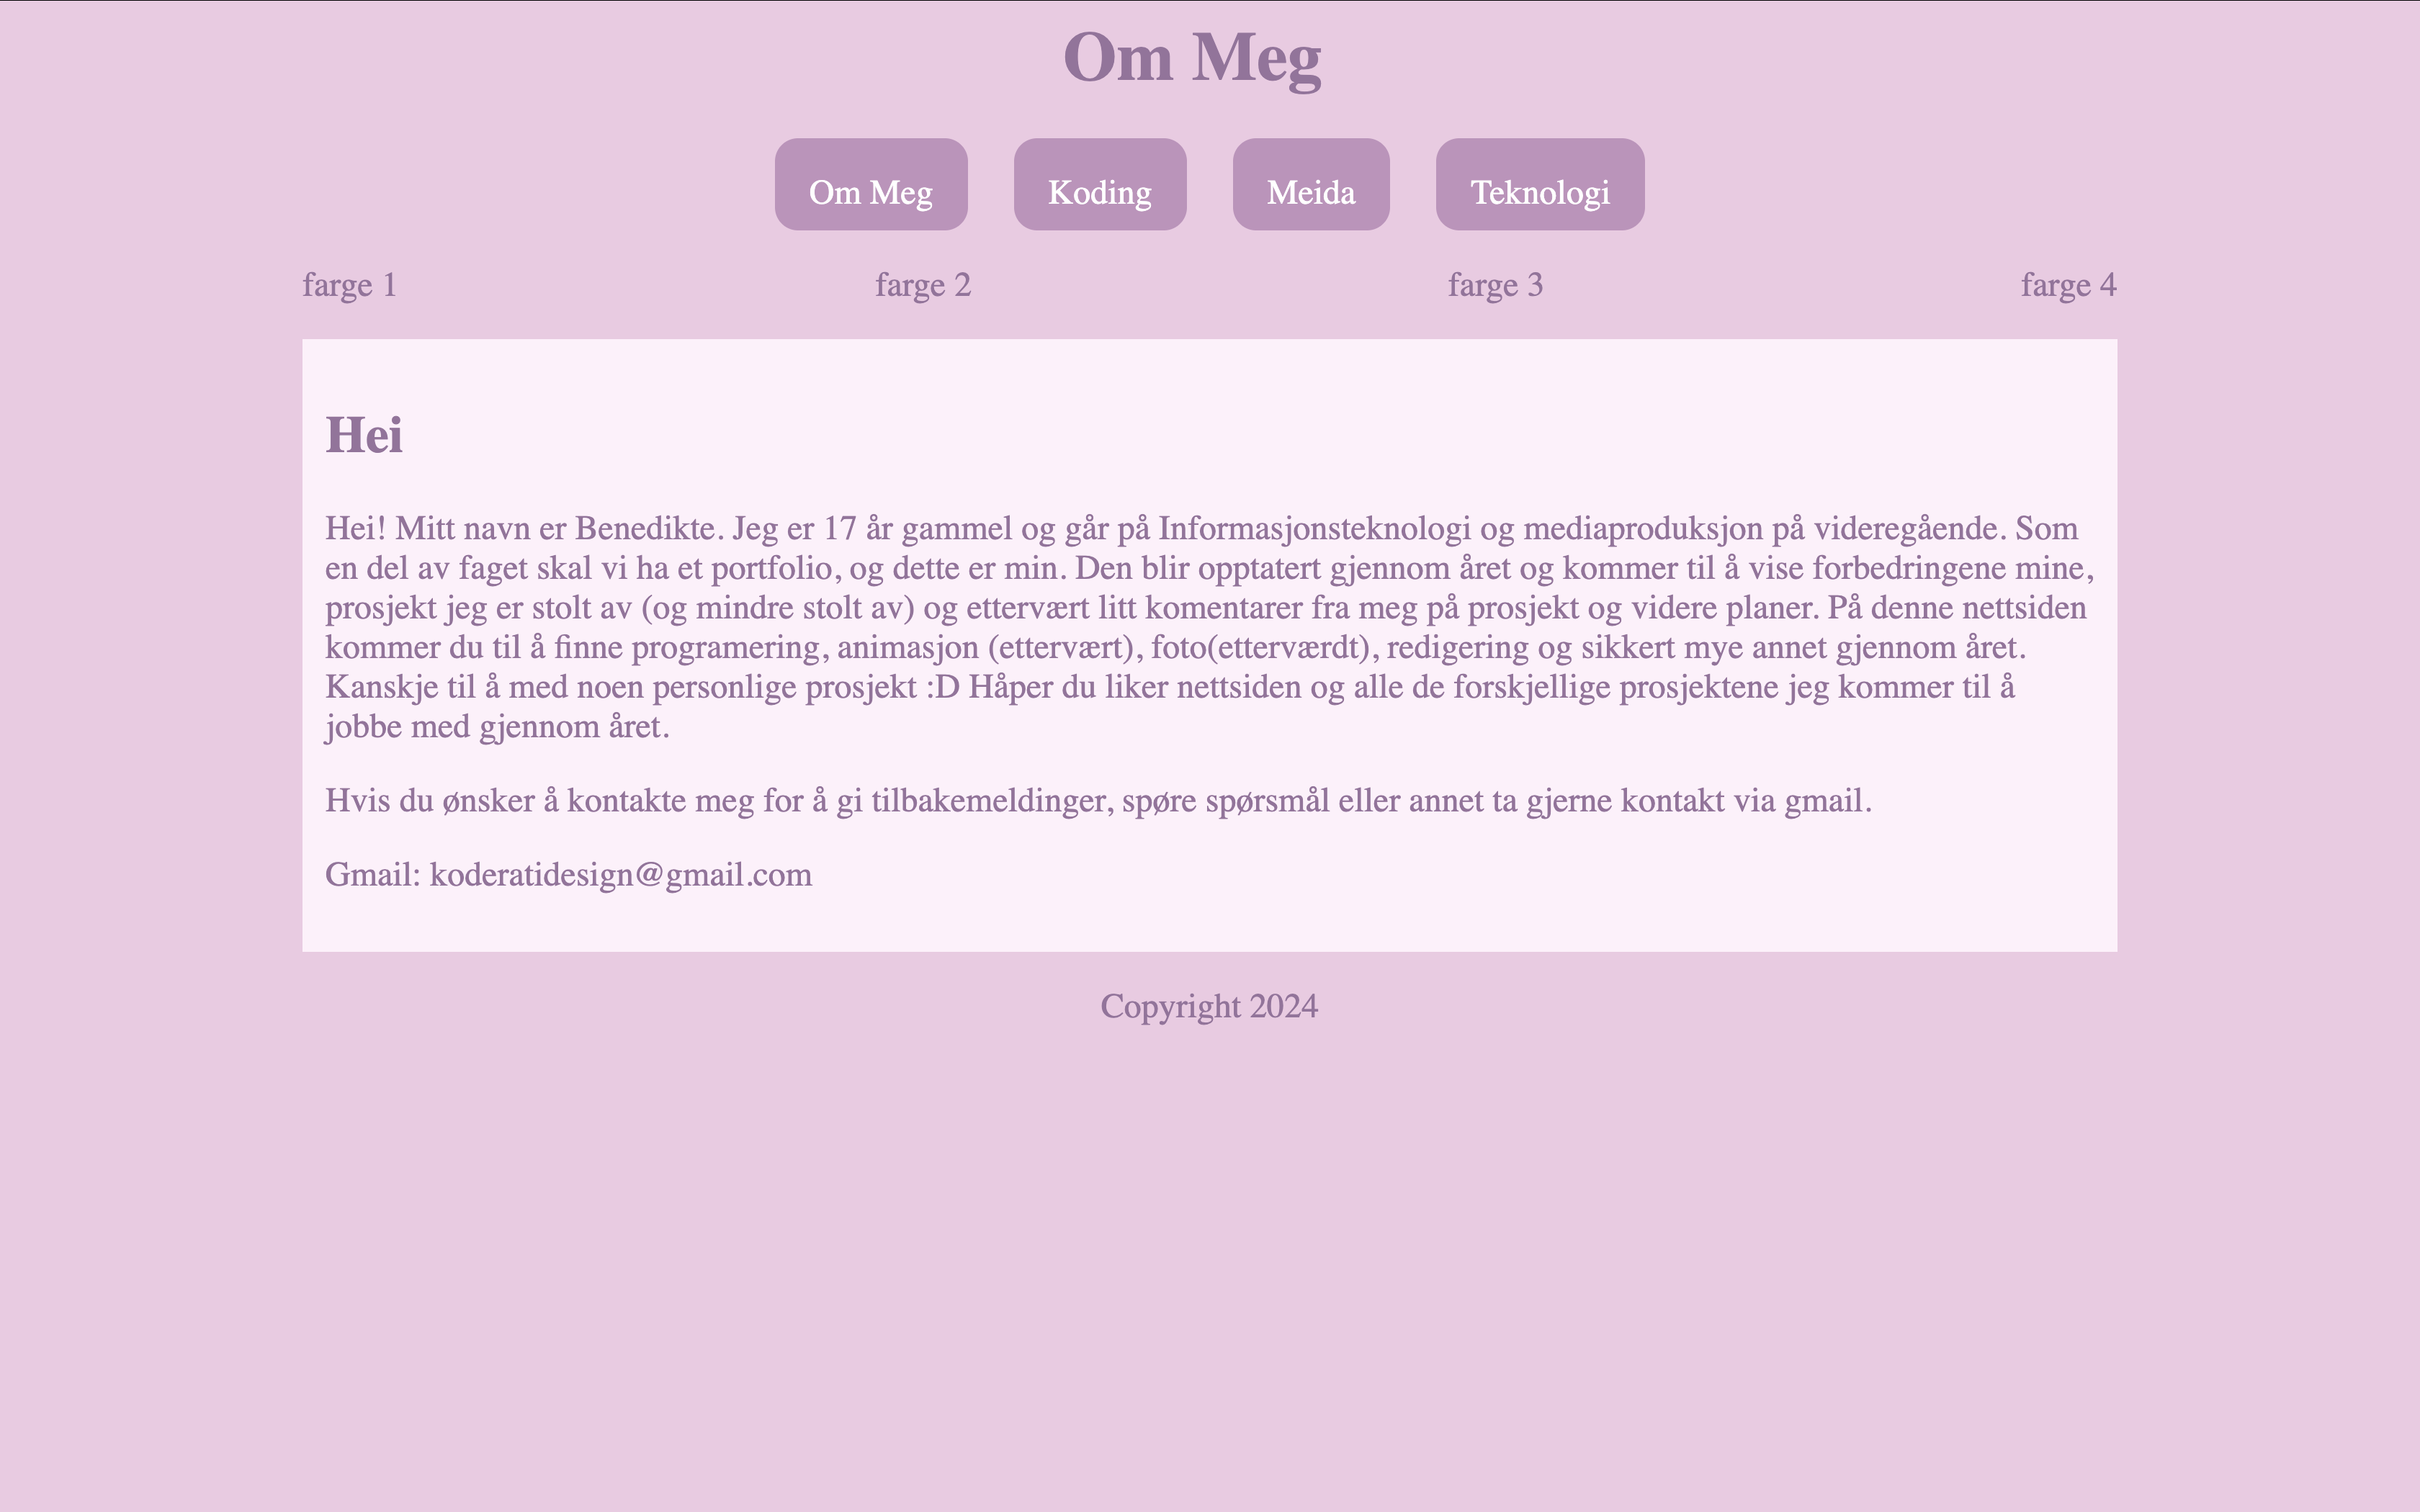 Om Meg
Om Meg
Koding
Meida
Teknologi
farge 1
farge 2
farge 3
farge 4
Hei
Hei! Mitt navn er Benedikte. Jeg er 17 år gammel og går på Informasjonsteknologi og mediaproduksjon på videregående. Som
en del av faget skal vi ha et portfolio, og dette er min. Den blir opptatert gjennom året og kommer til å vise forbedringene mine,
prosjekt jeg er stolt av (og mindre stolt av) og ettervært litt komentarer fra meg på prosjekt og videre planer. På denne nettsiden
kommer du til å finne programering, animasjon (ettervært), foto(etterværdt), redigering og sikkert mye annet gjennom året.
Kanskje til å med noen personlige prosjekt :D Håper du liker nettsiden og alle de forskjellige prosjektene jeg kommer til å
jobbe med gjennom året.
Hvis du ønsker å kontakte meg for å gi tilbakemeldinger, spøre spørsmål eller annet ta gjerne kontakt via gmail.
Gmail: koderatidesign@gmail.com
Copyright 2024